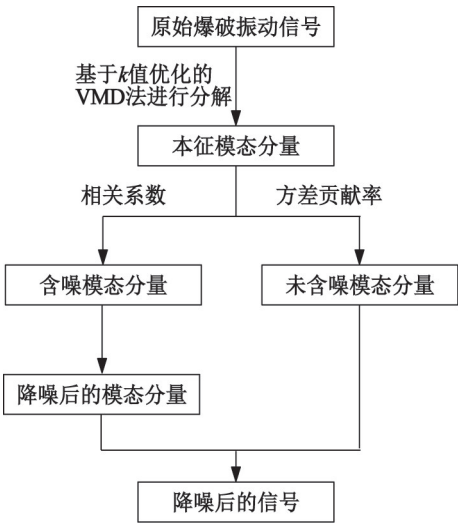 原始爆破振动信号
基于k值优化的
VMD法进行分解
本征模态分量
相关系数
方差贡献率
含噪模态分量
未含噪模态分量
降噪后的模态分量
降噪后的信号